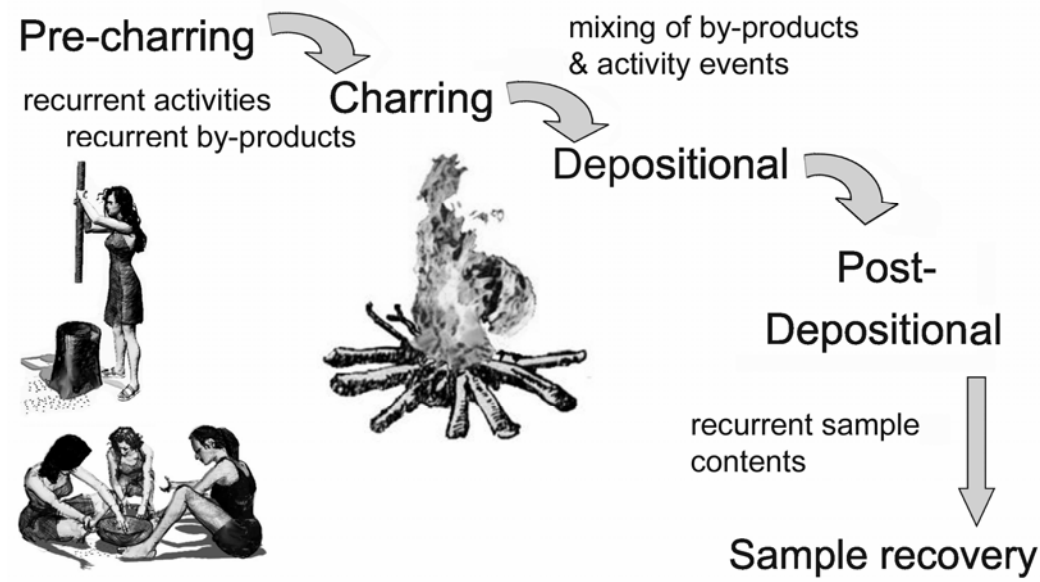 Pre-charring
recurrent activities
recurrent by-products
Charring
mixing of by-products
& activity events
Depositional
Post-
Depositional
recurrent sample
contents
Sample recovery